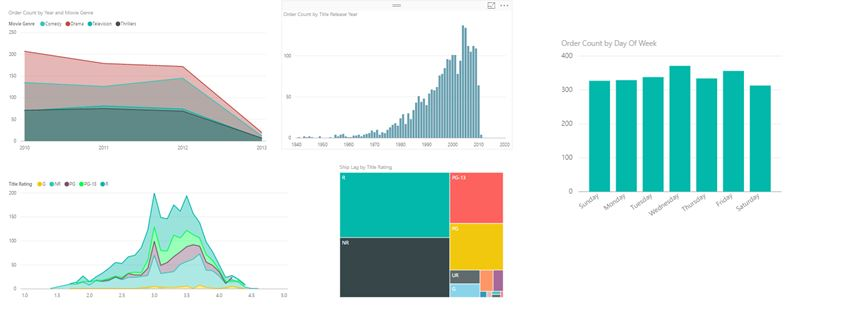 Order Count by Year and Movie Genre
Movie Genre Comedy Drama Television Thrillers
250
200
150
100
50
0
2010 2011 2012 2013
Order Count by Title Release Year
100
50
0
1940 1950 1960 1970 1980 1990 2000 2010 2020
Order Count by Day Of Week
400
300
200
100
0
Sunday Monday Tuesday Wednesday Thursday Friday Saturday
Title Rating G NR PG PG-13 R
200
150
100
50
0
1.0 1.5 2.0 2.5 3.0 3.5 4.0 4.5 5.0
Ship Lag by Title Rating
R PG-13
PG
NR
UR
G